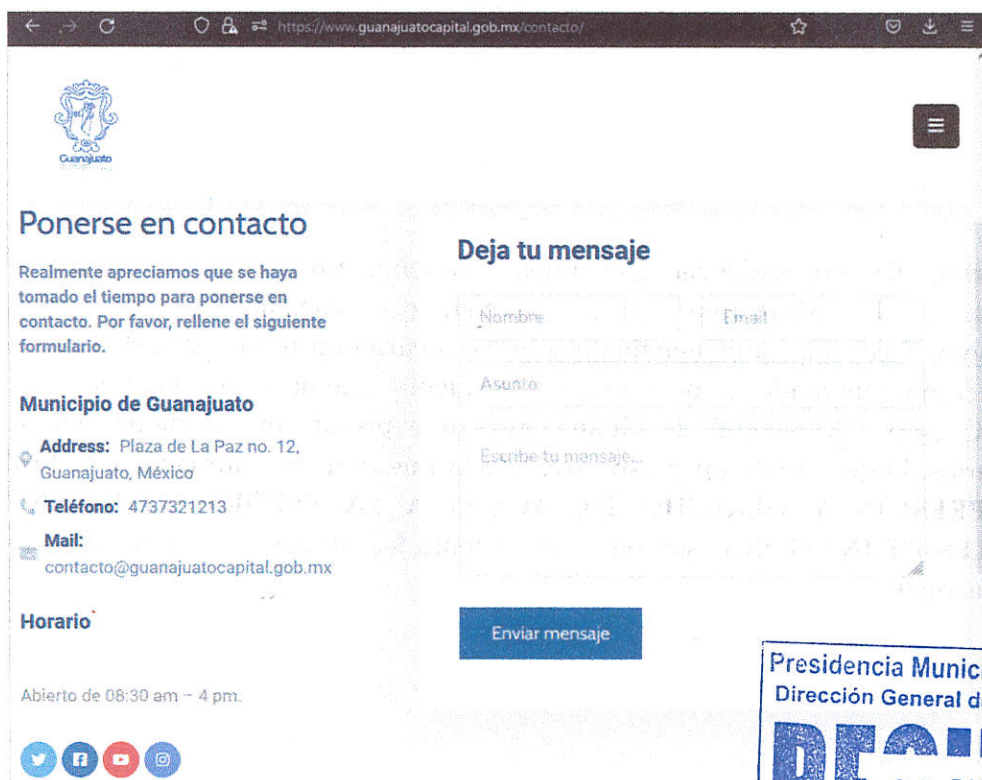 https://www.guanajuatocapital.gob.mx/contacto/
Guanajuato
Ponerse en contacto
Realmente apreciamos que se haya
tomado el tiempo para ponerse en
contacto. Por favor, rellene el siguiente
formulario.
Municipio de Guanajuato
Address: Plaza de La Paz no. 12,
Guanajuato, México
Teléfono: 4737321213
Mail:
contacto@guanajuatocapital.gob.mx
Horario
Abierto de 08:30 am – 4 pm.
Deja tu mensaje
Nombre
Email
Asunto
Escribe tu mensaje...
Enviar mensaje
Presidencia Munic
Dirección General d